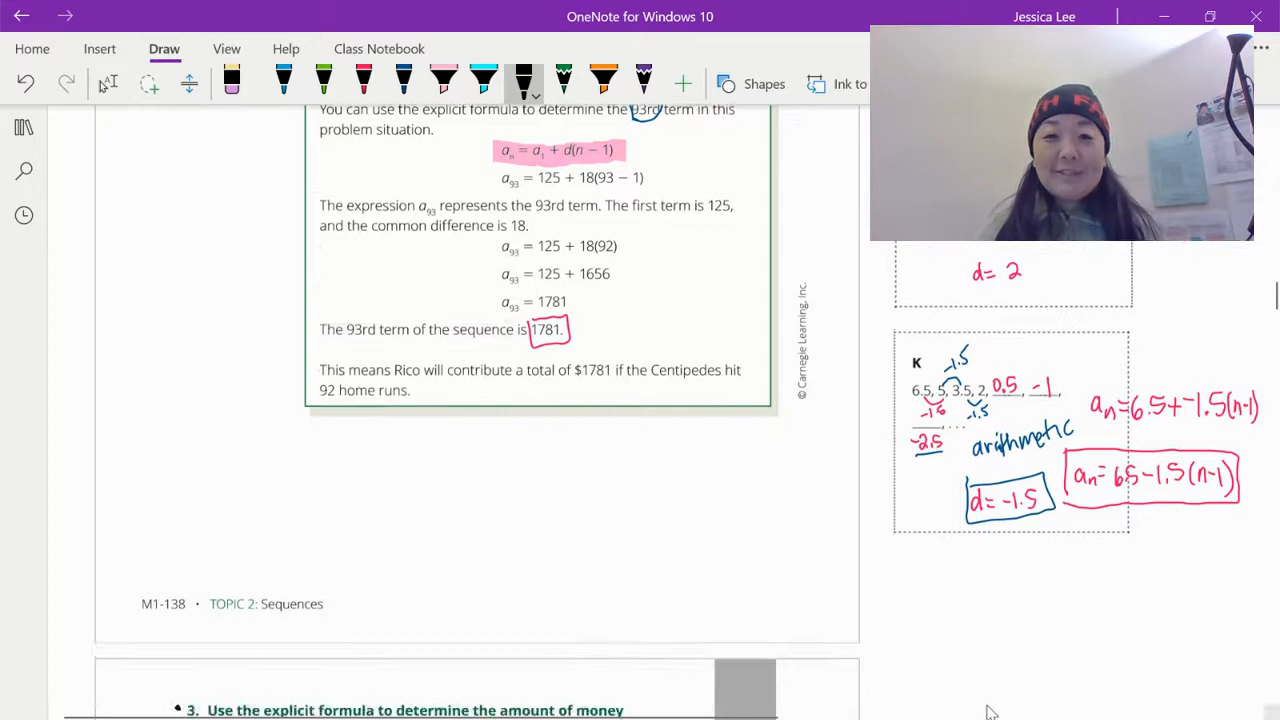 OneNote for Windows 10
Jessica Lee
Home Insert Draw View Help Class Notebook
Shapes
Ink to
You can use the explicit formula to determine the 93rd term in this
problem situation.
aₙ = a₁ + d(n − 1)
a₉₃ = 125 + 18(93 − 1)
The expression a₉₃ represents the 93rd term. The first term is 125,
and the common difference is 18.
a₉₃ = 125 + 18(92)
a₉₃ = 125 + 1656
a₉₃ = 1781
The 93rd term of the sequence is 1781.
This means Rico will contribute a total of $1781 if the Centipedes hit
92 home runs.
© Carnegie Learning, Inc.
M1-138 • TOPIC 2: Sequences
3. Use the explicit formula to determine the amount of money
d= 2
K
-1.5
6.5, 5, 3.5, 2, 0.5, -1,
-1.5 -1.5
-2.5, ...
arithmetic
d= -1.5
aₙ=6.5+-1.5(n-1)
aₙ= 6.5-1.5(n-1)